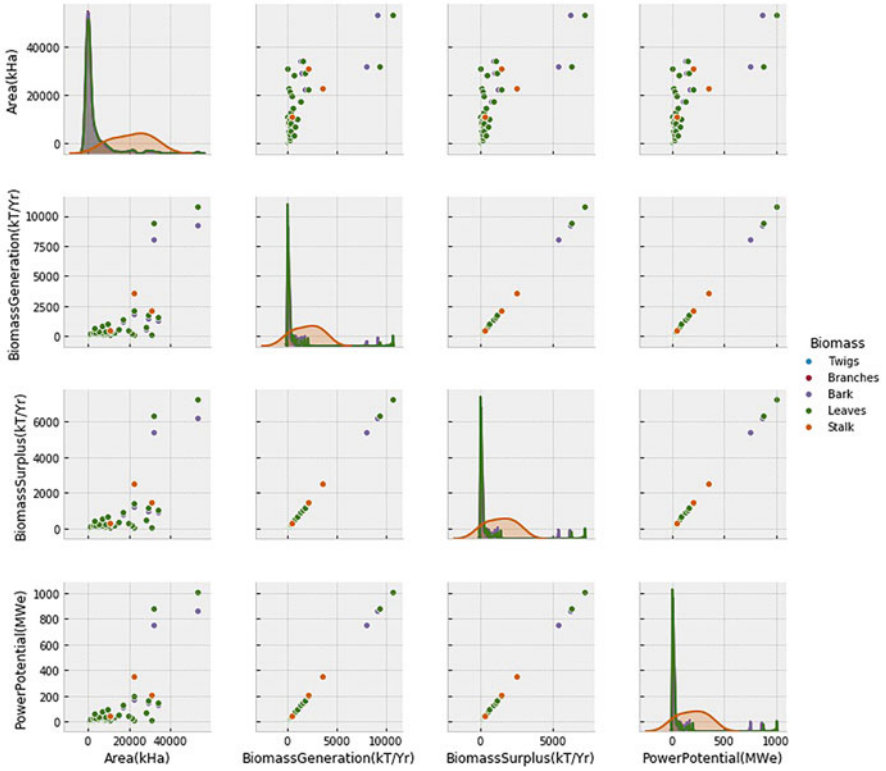 Area(kHa)
40000
20000
0
BiomassGeneration(kT/Yr)
10000
7500
5000
2500
0
BiomassSurplus(kT/Yr)
6000
4000
2000
0
Biomass
Twigs
Branches
Bark
Leaves
Stalk
PowerPotential(MWe)
1000
800
600
400
200
0
0 20000 40000
0 5000 10000
0 5000
0 500 1000
Area(kHa)
BiomassGeneration(kT/Yr)
BiomassSurplus(kT/Yr)
PowerPotential(MWe)